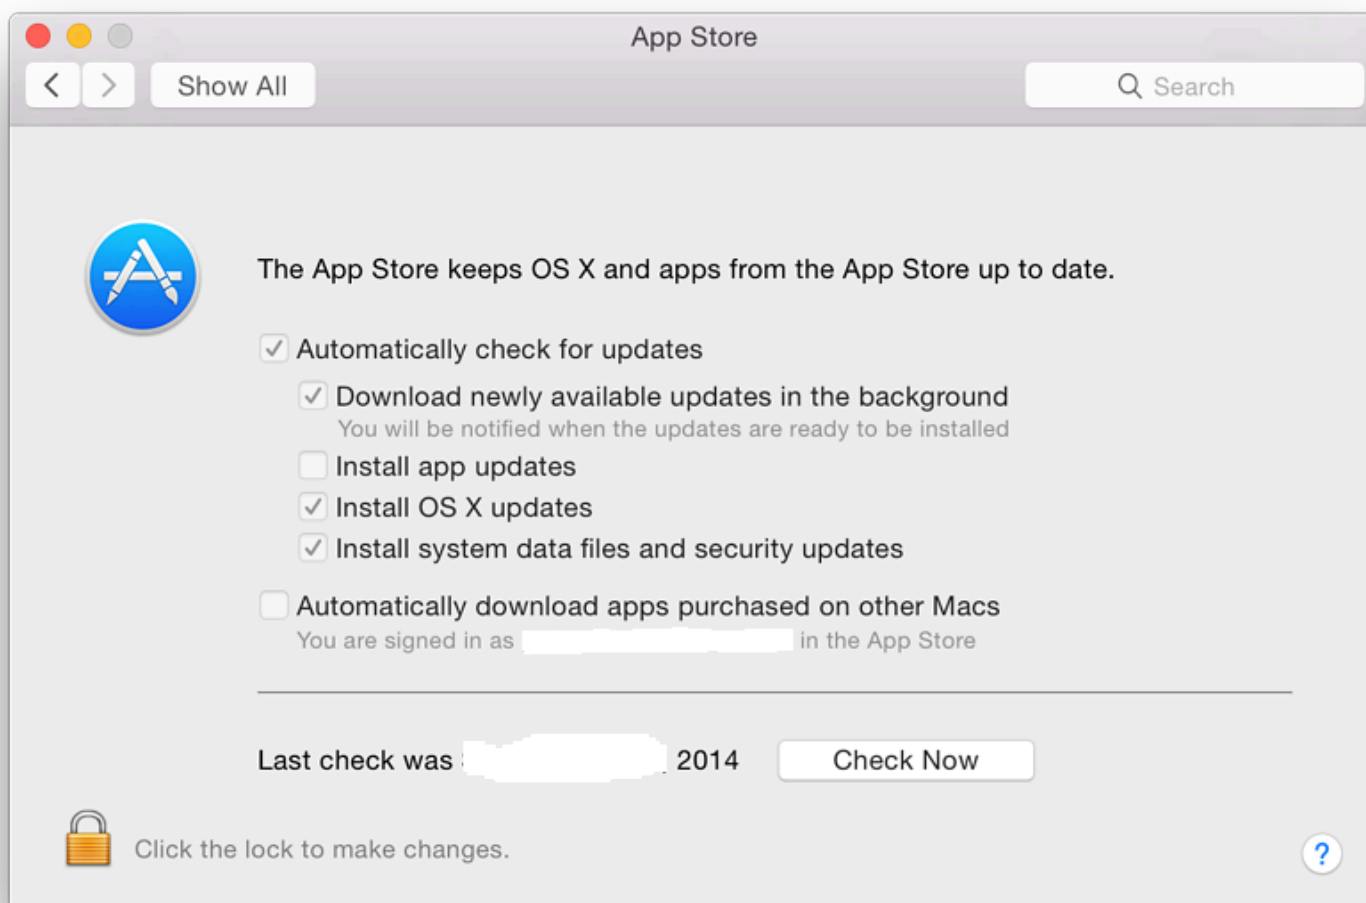 App Store
Show All
Search
The App Store keeps OS X and apps from the App Store up to date.
Automatically check for updates
Download newly available updates in the background
You will be notified when the updates are ready to be installed
Install app updates
Install OS X updates
Install system data files and security updates
Automatically download apps purchased on other Macs
You are signed in as in the App Store
Last check was , 2014 Check Now
Click the lock to make changes.
?